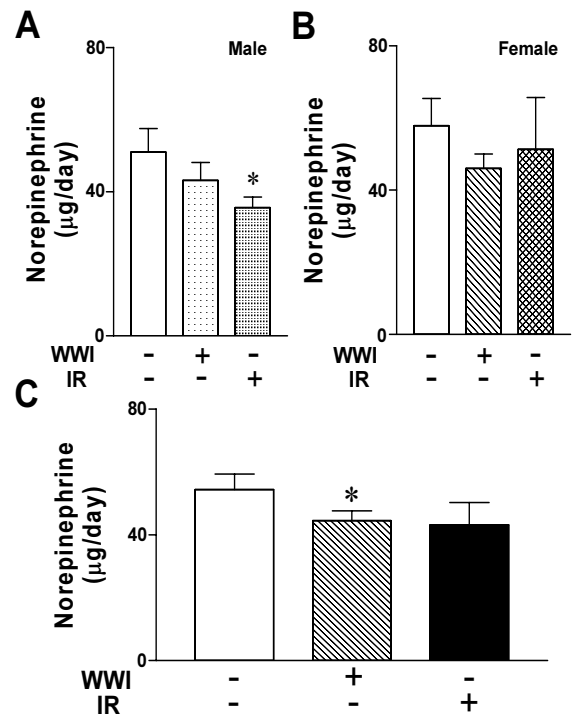 A
Male
80
40
0
Norepinephrine
(μg/day)
*
WWI - + -
IR - - +
B
Female
80
40
0
Norepinephrine
(μg/day)
WWI - + -
IR - - +
C
80
40
0
Norepinephrine
(μg/day)
*
WWI - + -
IR - - +